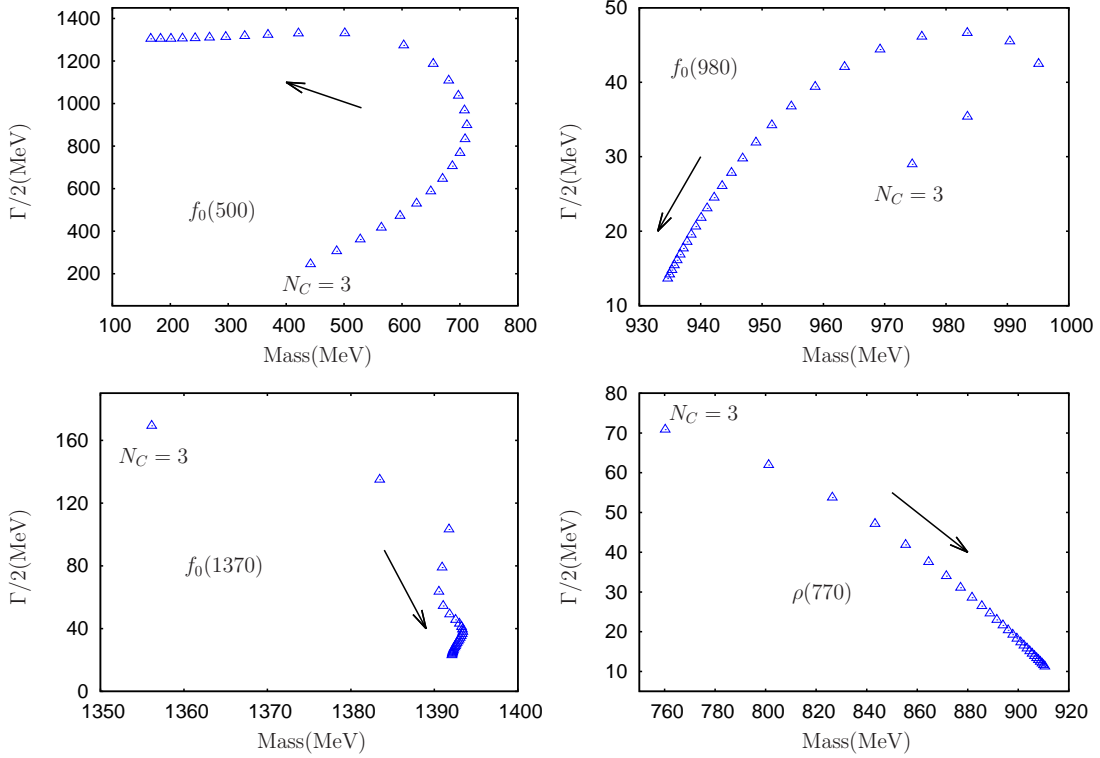 1400
1200
1000
800
600
400
200
Γ/2(MeV)
f₀(500)
N_C = 3
100 200 300 400 500 600 700 800
Mass(MeV)
50
40
30
20
10
Γ/2(MeV)
f₀(980)
N_C = 3
930 940 950 960 970 980 990 1000
Mass(MeV)
160
120
80
40
0
Γ/2(MeV)
N_C = 3
f₀(1370)
1350 1360 1370 1380 1390 1400
Mass(MeV)
80
70
60
50
40
30
20
10
Γ/2(MeV)
N_C = 3
ρ(770)
760 780 800 820 840 860 880 900 920
Mass(MeV)